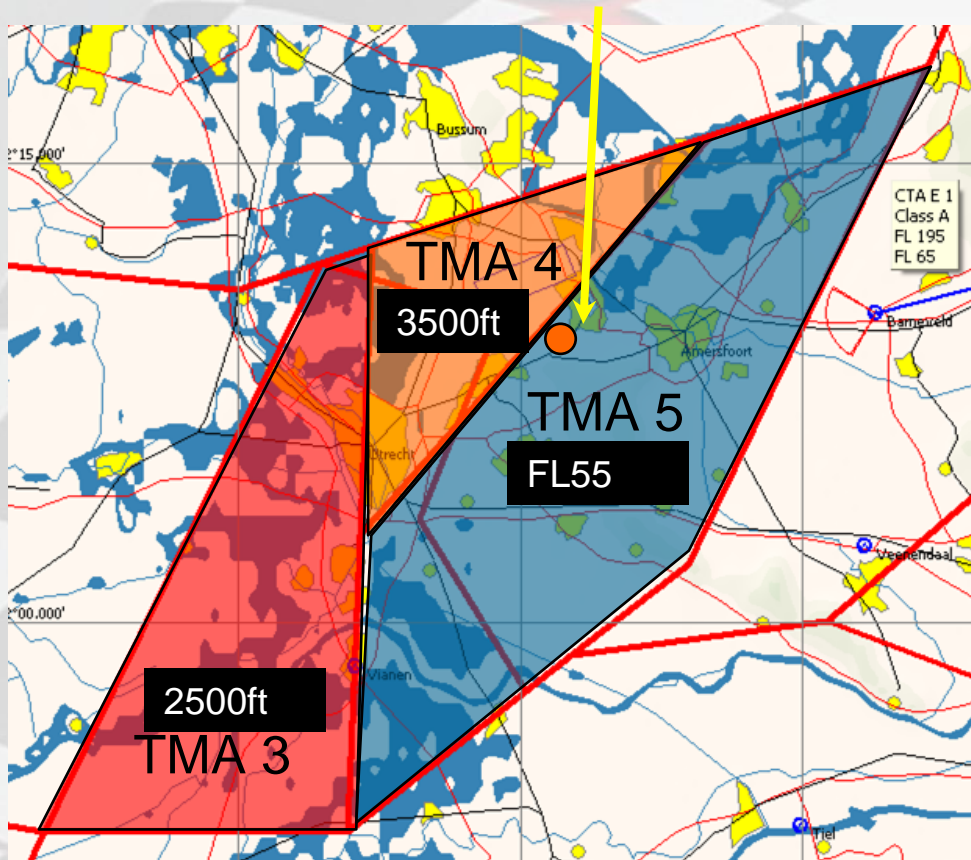 Bussum
2°15,000'
CTA E 1
Class A
FL 195
FL 65
TMA 4
3500ft
Barneveld
Amersfoort
TMA 5
FL55
Utrecht
Veenendaal
2°00.000'
Vianen
2500ft
TMA 3
Tiel